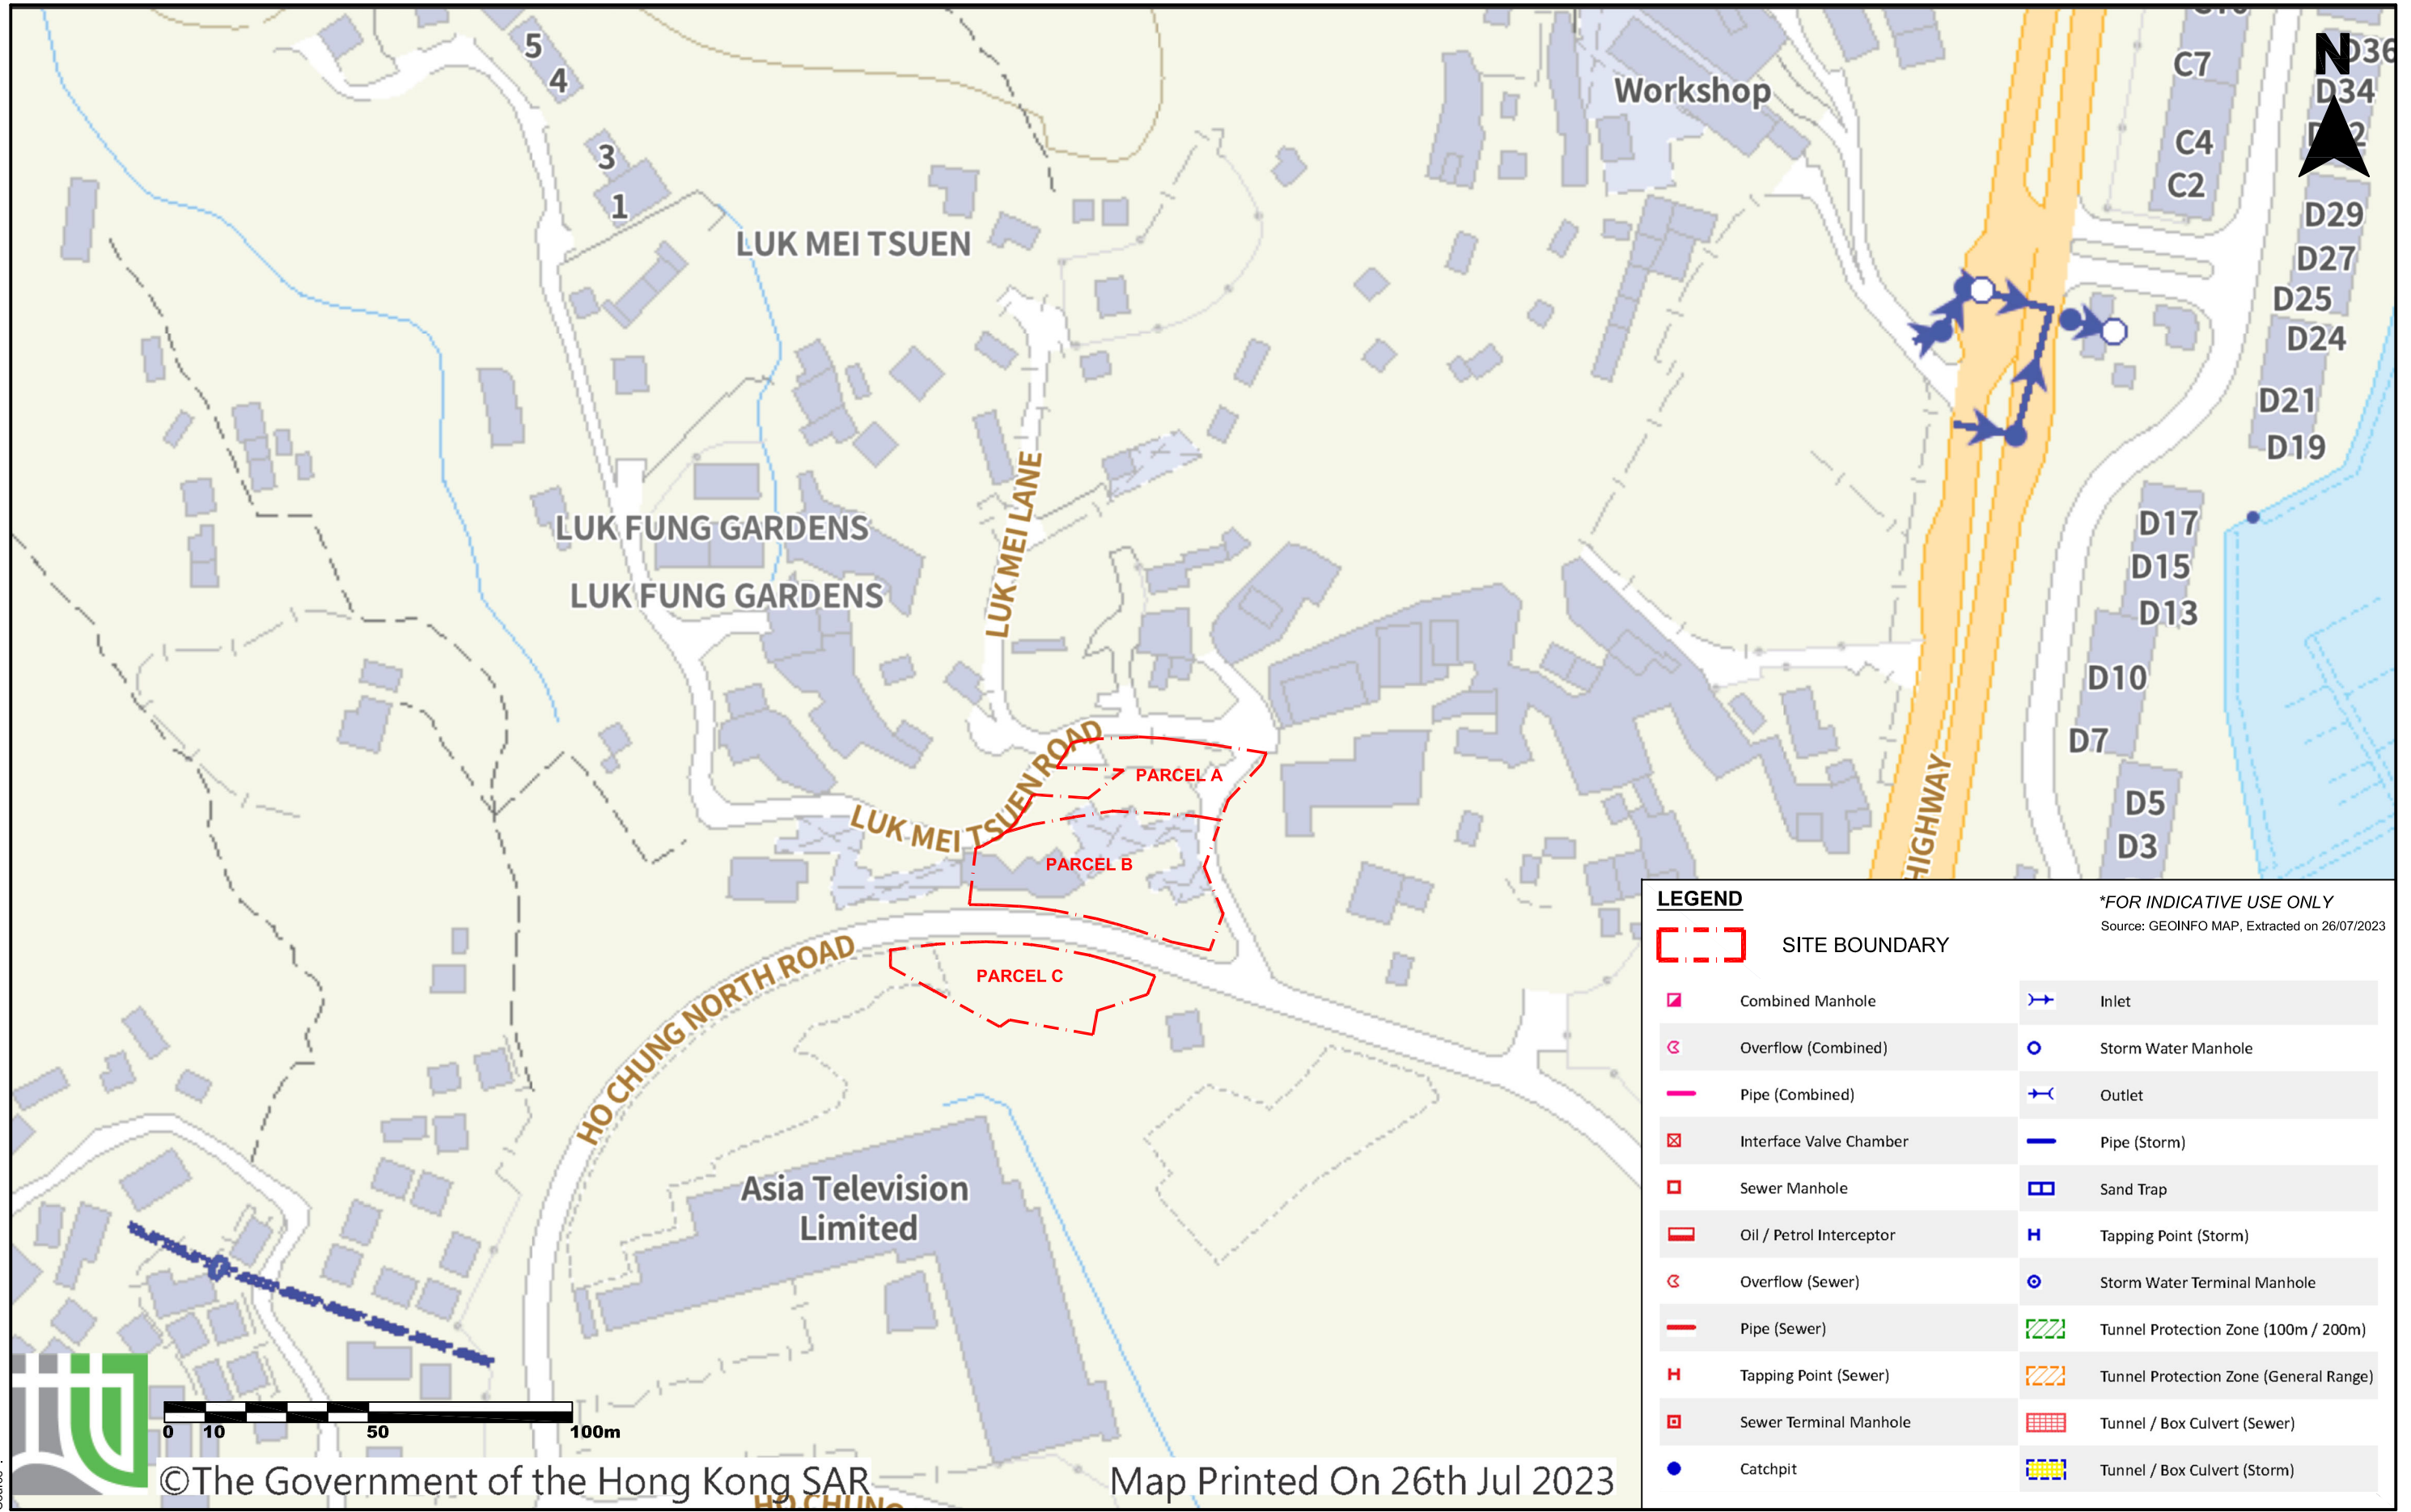 5
4
3
1
LUK MEI TSUEN
Workshop
C7
C4
C2
N
D36
D34
D29
D27
D25
D24
D21
D19
D17
D15
D13
D10
D7
D5
D3
LUK FUNG GARDENS
LUK FUNG GARDENS
LUK MEI LANE
LUK MEI TSUEN ROAD
HIGHWAY
PARCEL A
PARCEL B
PARCEL C
HO CHUNG NORTH ROAD
Asia Television
Limited
LEGEND
*FOR INDICATIVE USE ONLY
Source: GEOINFO MAP, Extracted on 26/07/2023
SITE BOUNDARY
Combined Manhole
Overflow (Combined)
Pipe (Combined)
Interface Valve Chamber
Sewer Manhole
Oil / Petrol Interceptor
Overflow (Sewer)
Pipe (Sewer)
Tapping Point (Sewer)
Sewer Terminal Manhole
Catchpit
Inlet
Storm Water Manhole
Outlet
Pipe (Storm)
Sand Trap
Tapping Point (Storm)
Storm Water Terminal Manhole
Tunnel Protection Zone (100m / 200m)
Tunnel Protection Zone (General Range)
Tunnel / Box Culvert (Sewer)
Tunnel / Box Culvert (Storm)
0 10 50 100m
©The Government of the Hong Kong SAR
Map Printed On 26th Jul 2023
HO CHUNG